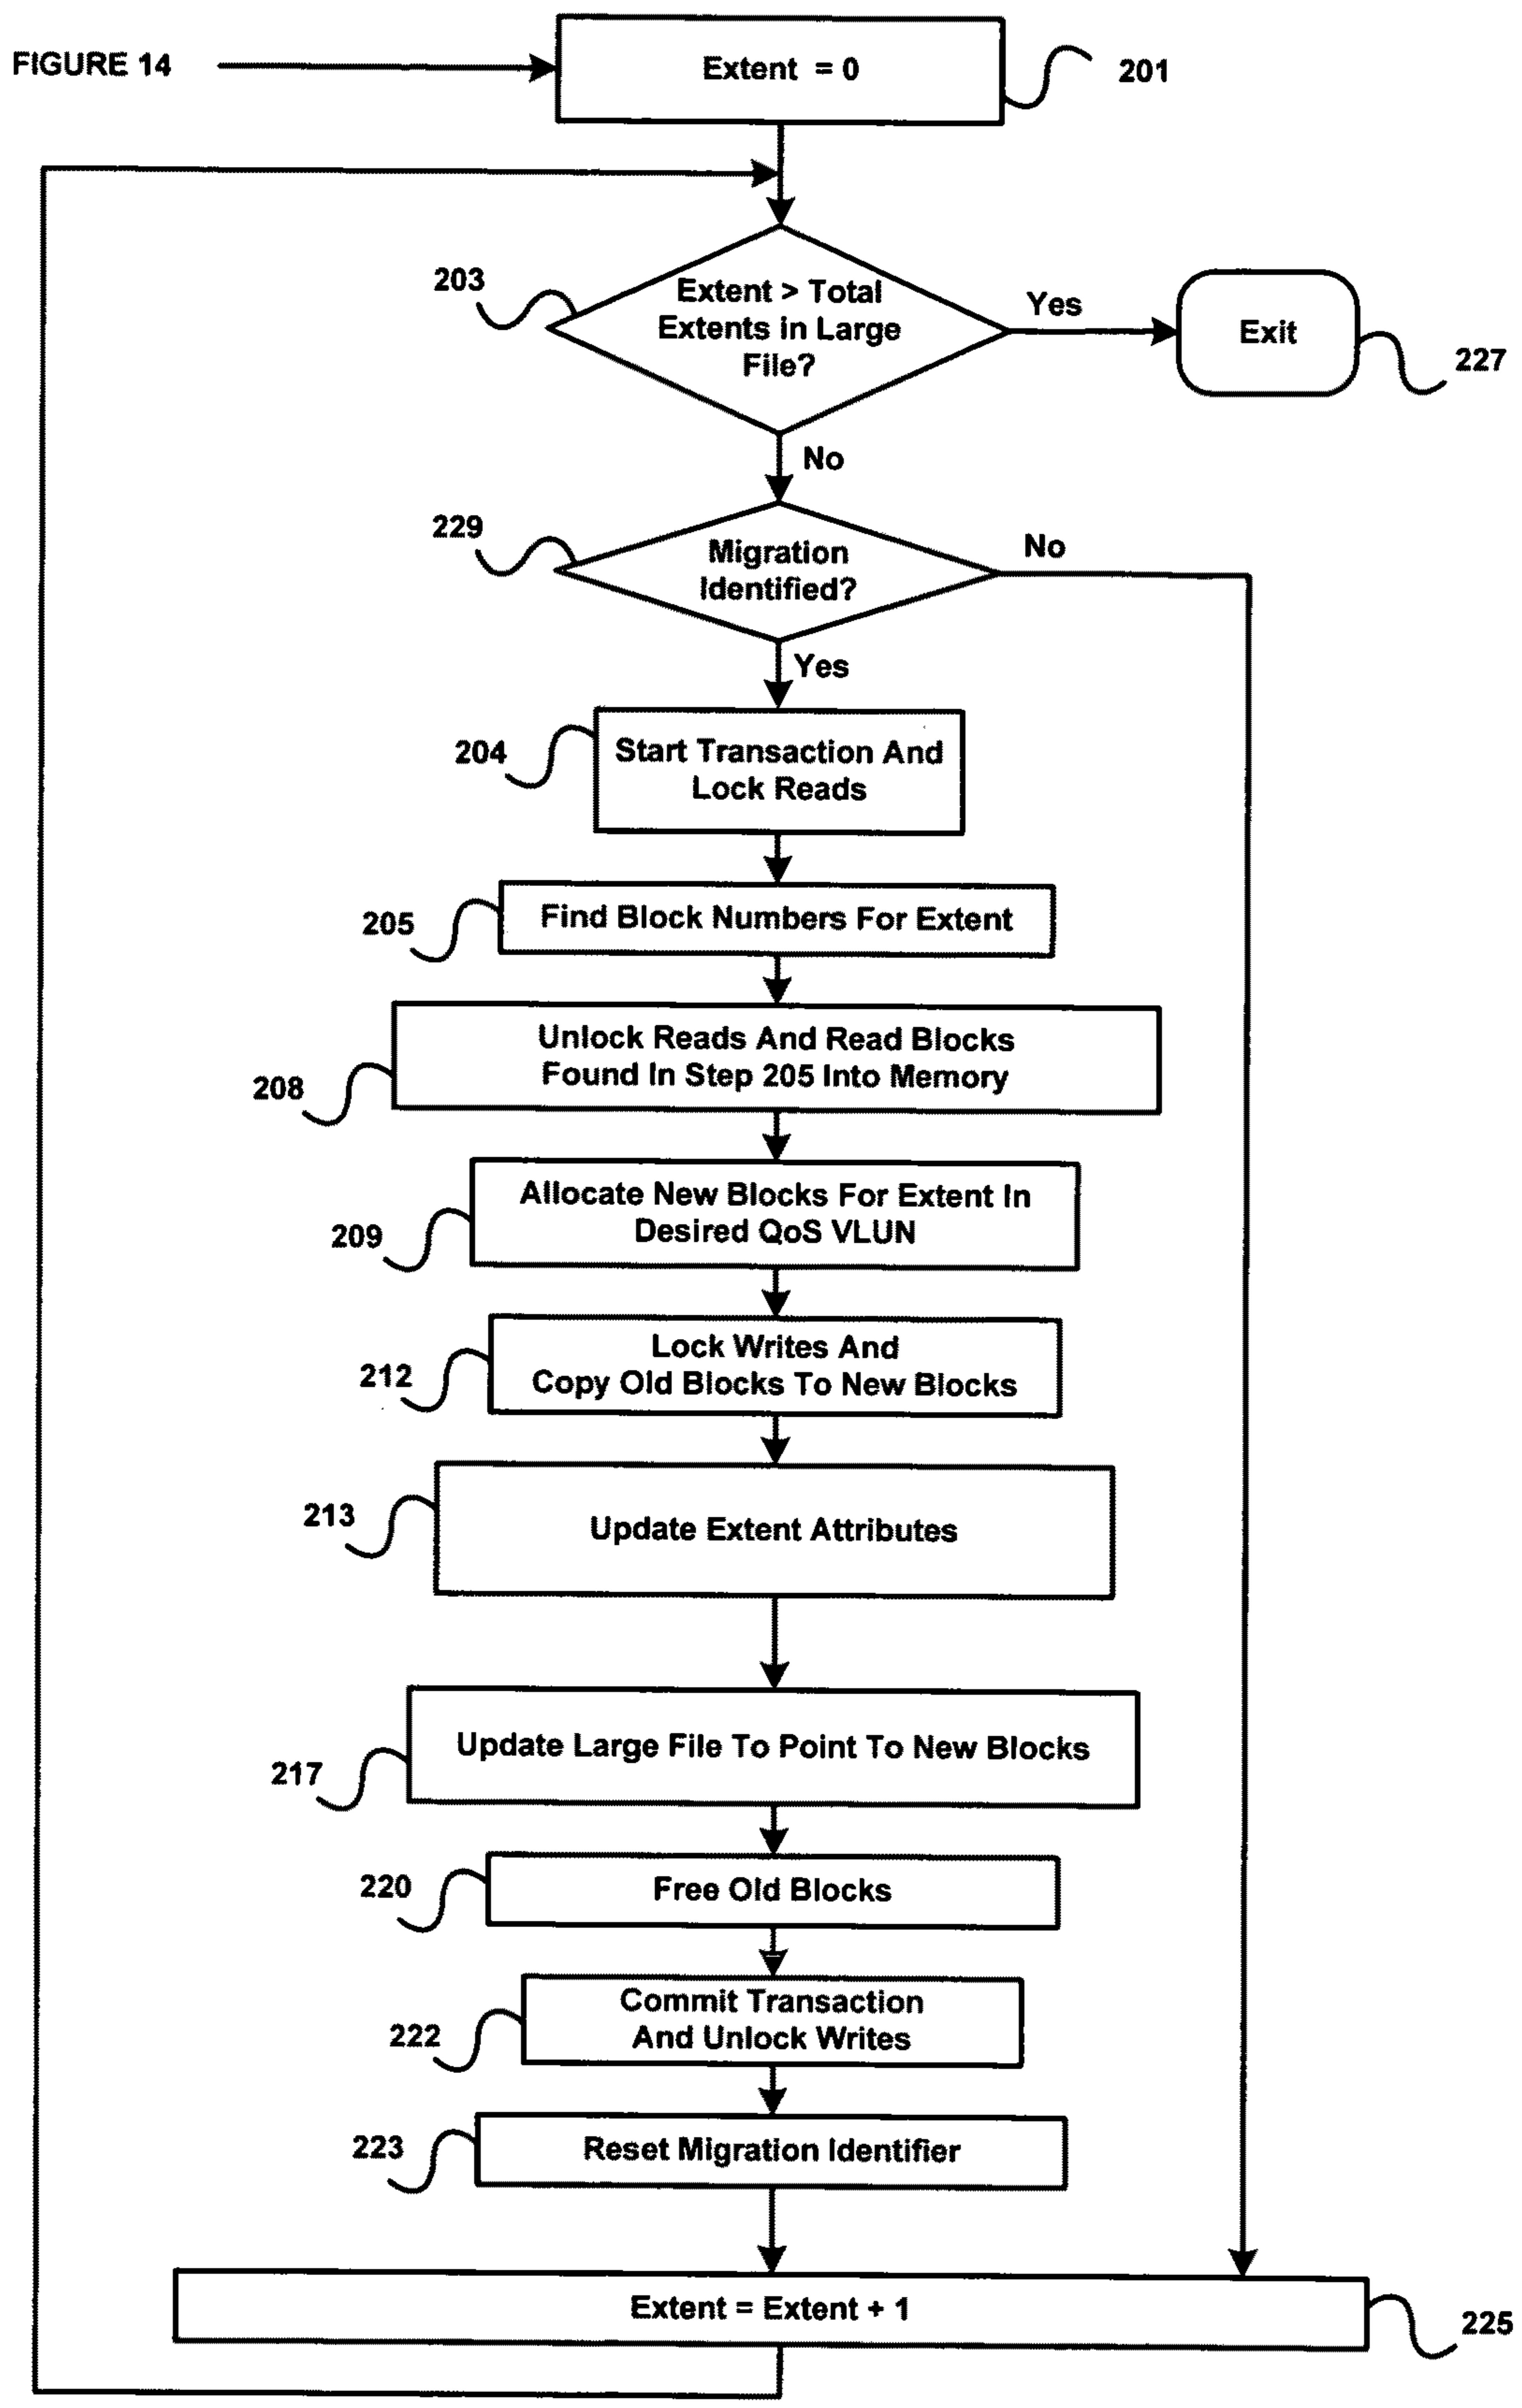 FIGURE 14
Extent = 0
201
203
Extent > Total
Extents in Large
File?
Yes
Exit
227
No
229
Migration
Identified?
No
Yes
204
Start Transaction And
Lock Reads
205
Find Block Numbers For Extent
208
Unlock Reads And Read Blocks
Found In Step 205 Into Memory
209
Allocate New Blocks For Extent In
Desired QoS VLUN
212
Lock Writes And
Copy Old Blocks To New Blocks
213
Update Extent Attributes
217
Update Large File To Point To New Blocks
220
Free Old Blocks
222
Commit Transaction
And Unlock Writes
223
Reset Migration Identifier
Extent = Extent + 1
225